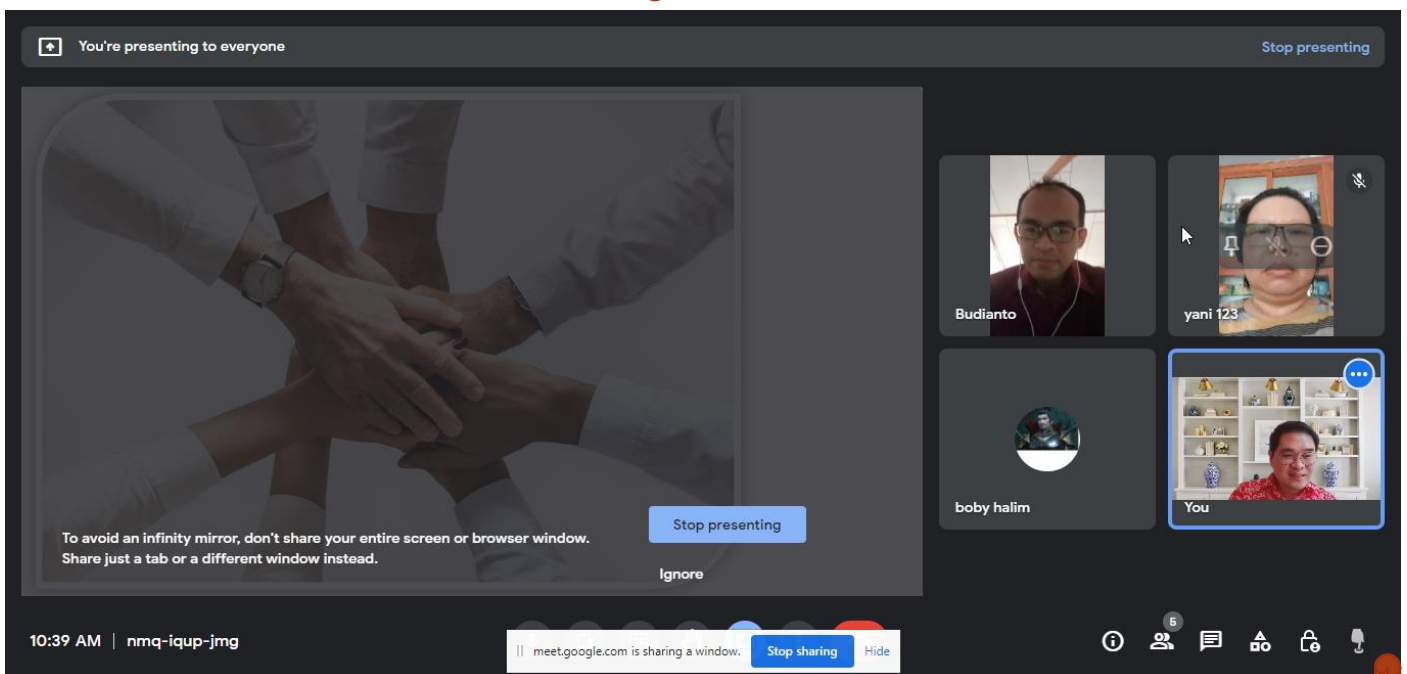 You're presenting to everyone
Stop presenting
Budianto
yani 123
boby halim
You
To avoid an infinity mirror, don't share your entire screen or browser window.
Share just a tab or a different window instead.
Stop presenting
Ignore
10:39 AM | nmq-iqup-jmg
meet.google.com is sharing a window.
Stop sharing
Hide
5